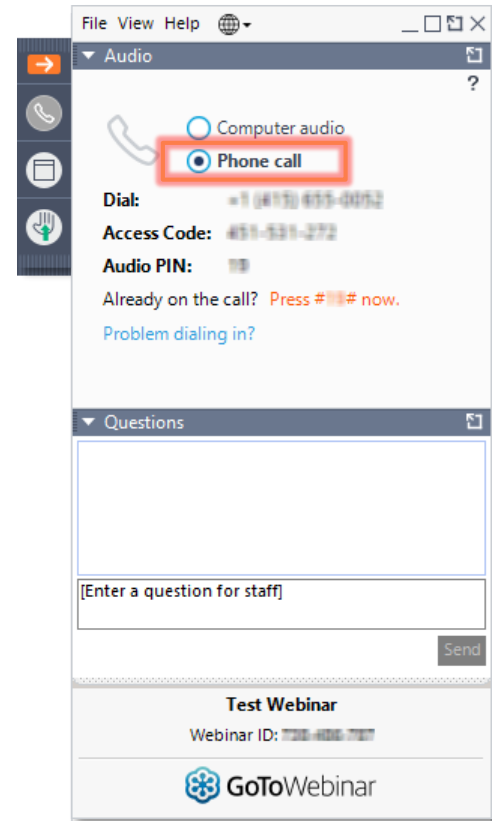 File View Help
Audio
?
Computer audio
Phone call
Dial:
Access Code:
Audio PIN:
Already on the call? Press # # now.
Problem dialing in?
Questions
[Enter a question for staff]
Send
Test Webinar
Webinar ID:
GoToWebinar